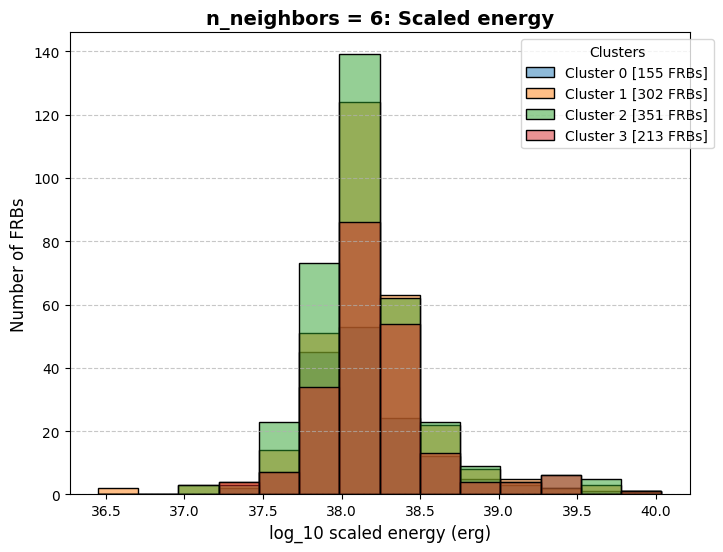 n_neighbors = 6: Scaled energy
Clusters
Cluster 0 [155 FRBs]
Cluster 1 [302 FRBs]
Cluster 2 [351 FRBs]
Cluster 3 [213 FRBs]
Number of FRBs
140
120
100
80
60
40
20
0
36.5 37.0 37.5 38.0 38.5 39.0 39.5 40.0
log_10 scaled energy (erg)